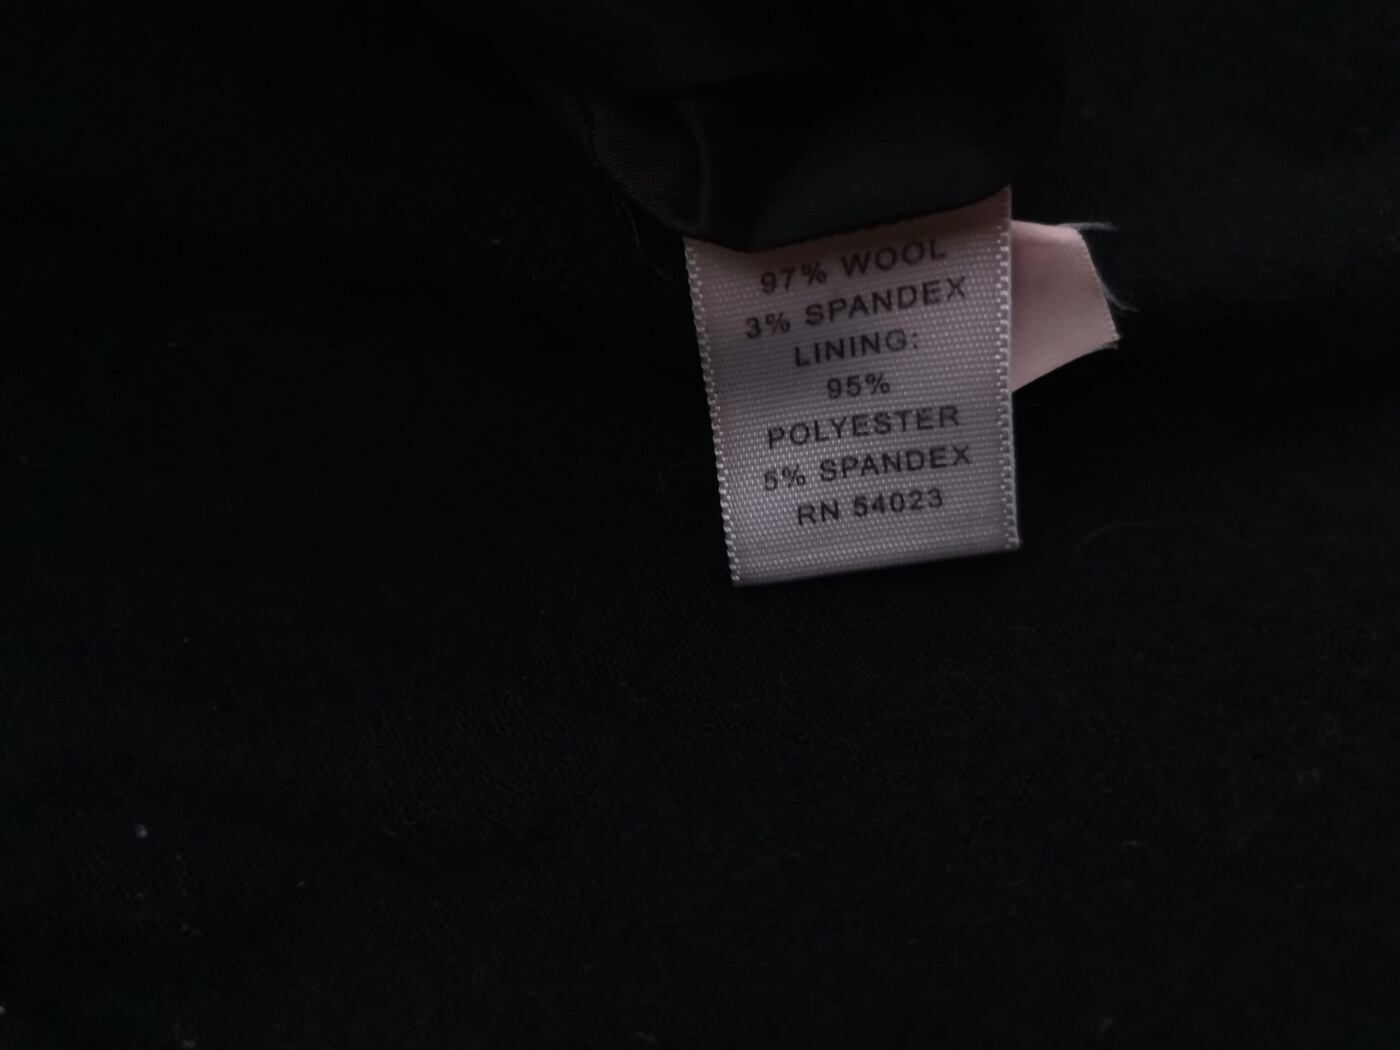 97% WOOL
3% SPANDEX
LINING:
95%
POLYESTER
5% SPANDEX
RN 54023